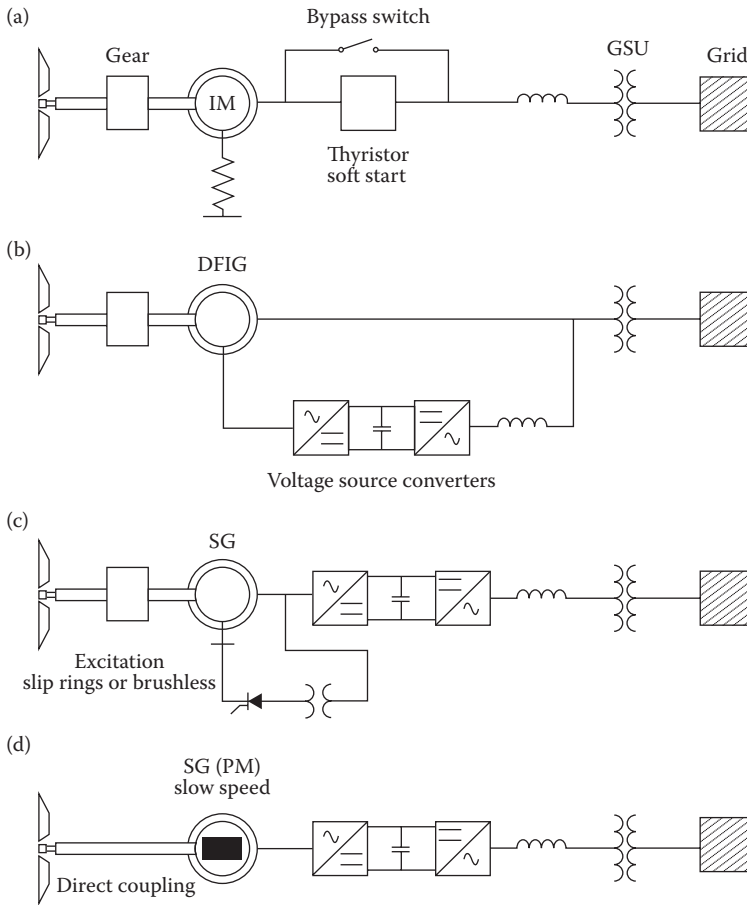 (a)
Bypass switch
Gear
GSU
Grid
IM
Thyristor
soft start
(b)
DFIG
Voltage source converters
(c)
SG
Excitation
slip rings or brushless
(d)
SG (PM)
slow speed
Direct coupling